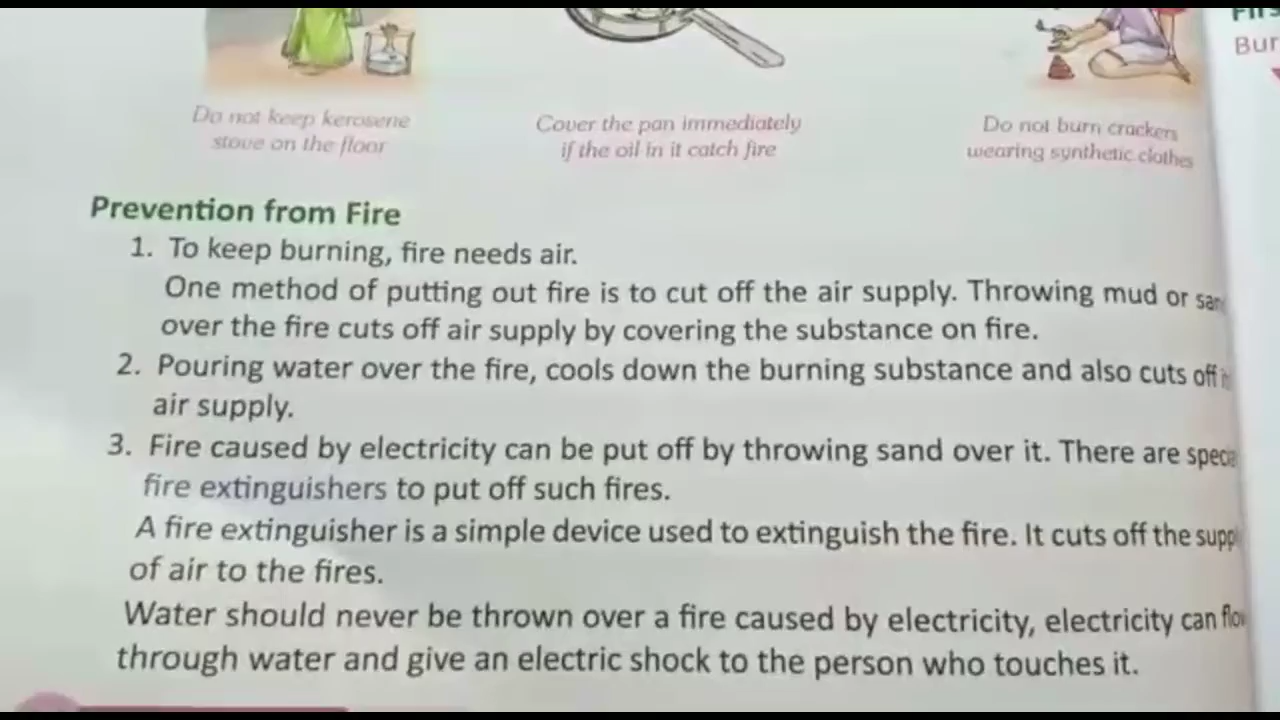 Do not keep kerosene
stove on the floor
Cover the pan immediately
if the oil in it catch fire
Do not burn crackers
wearing synthetic clothes
Prevention from Fire
1. To keep burning, fire needs air.
One method of putting out fire is to cut off the air supply. Throwing mud or
over the fire cuts off air supply by covering the substance on fire.
2. Pouring water over the fire, cools down the burning substance and also cuts off
air supply.
3. Fire caused by electricity can be put off by throwing sand over it. There are
fire extinguishers to put off such fires.
A fire extinguisher is a simple device used to extinguish the fire. It cuts off the
of air to the fires.
Water should never be thrown over a fire caused by electricity, electricity can
through water and give an electric shock to the person who touches it.